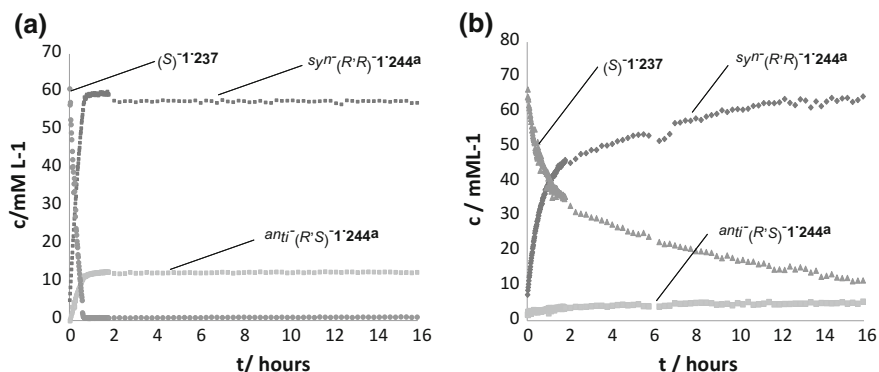 (a)
70
60
50
40
30
20
10
0
c/mM L-1
(S)-1·237
syn-(R'R)-1·244a
anti-(R'S)-1·244a
0 2 4 6 8 10 12 14 16
t/ hours
(b)
80
70
60
50
40
30
20
10
0
c / mML-1
(S)-1·237
syn-(R'R)-1·244a
anti-(R'S)-1·244a
0 2 4 6 8 10 12 14 16
t/ hours